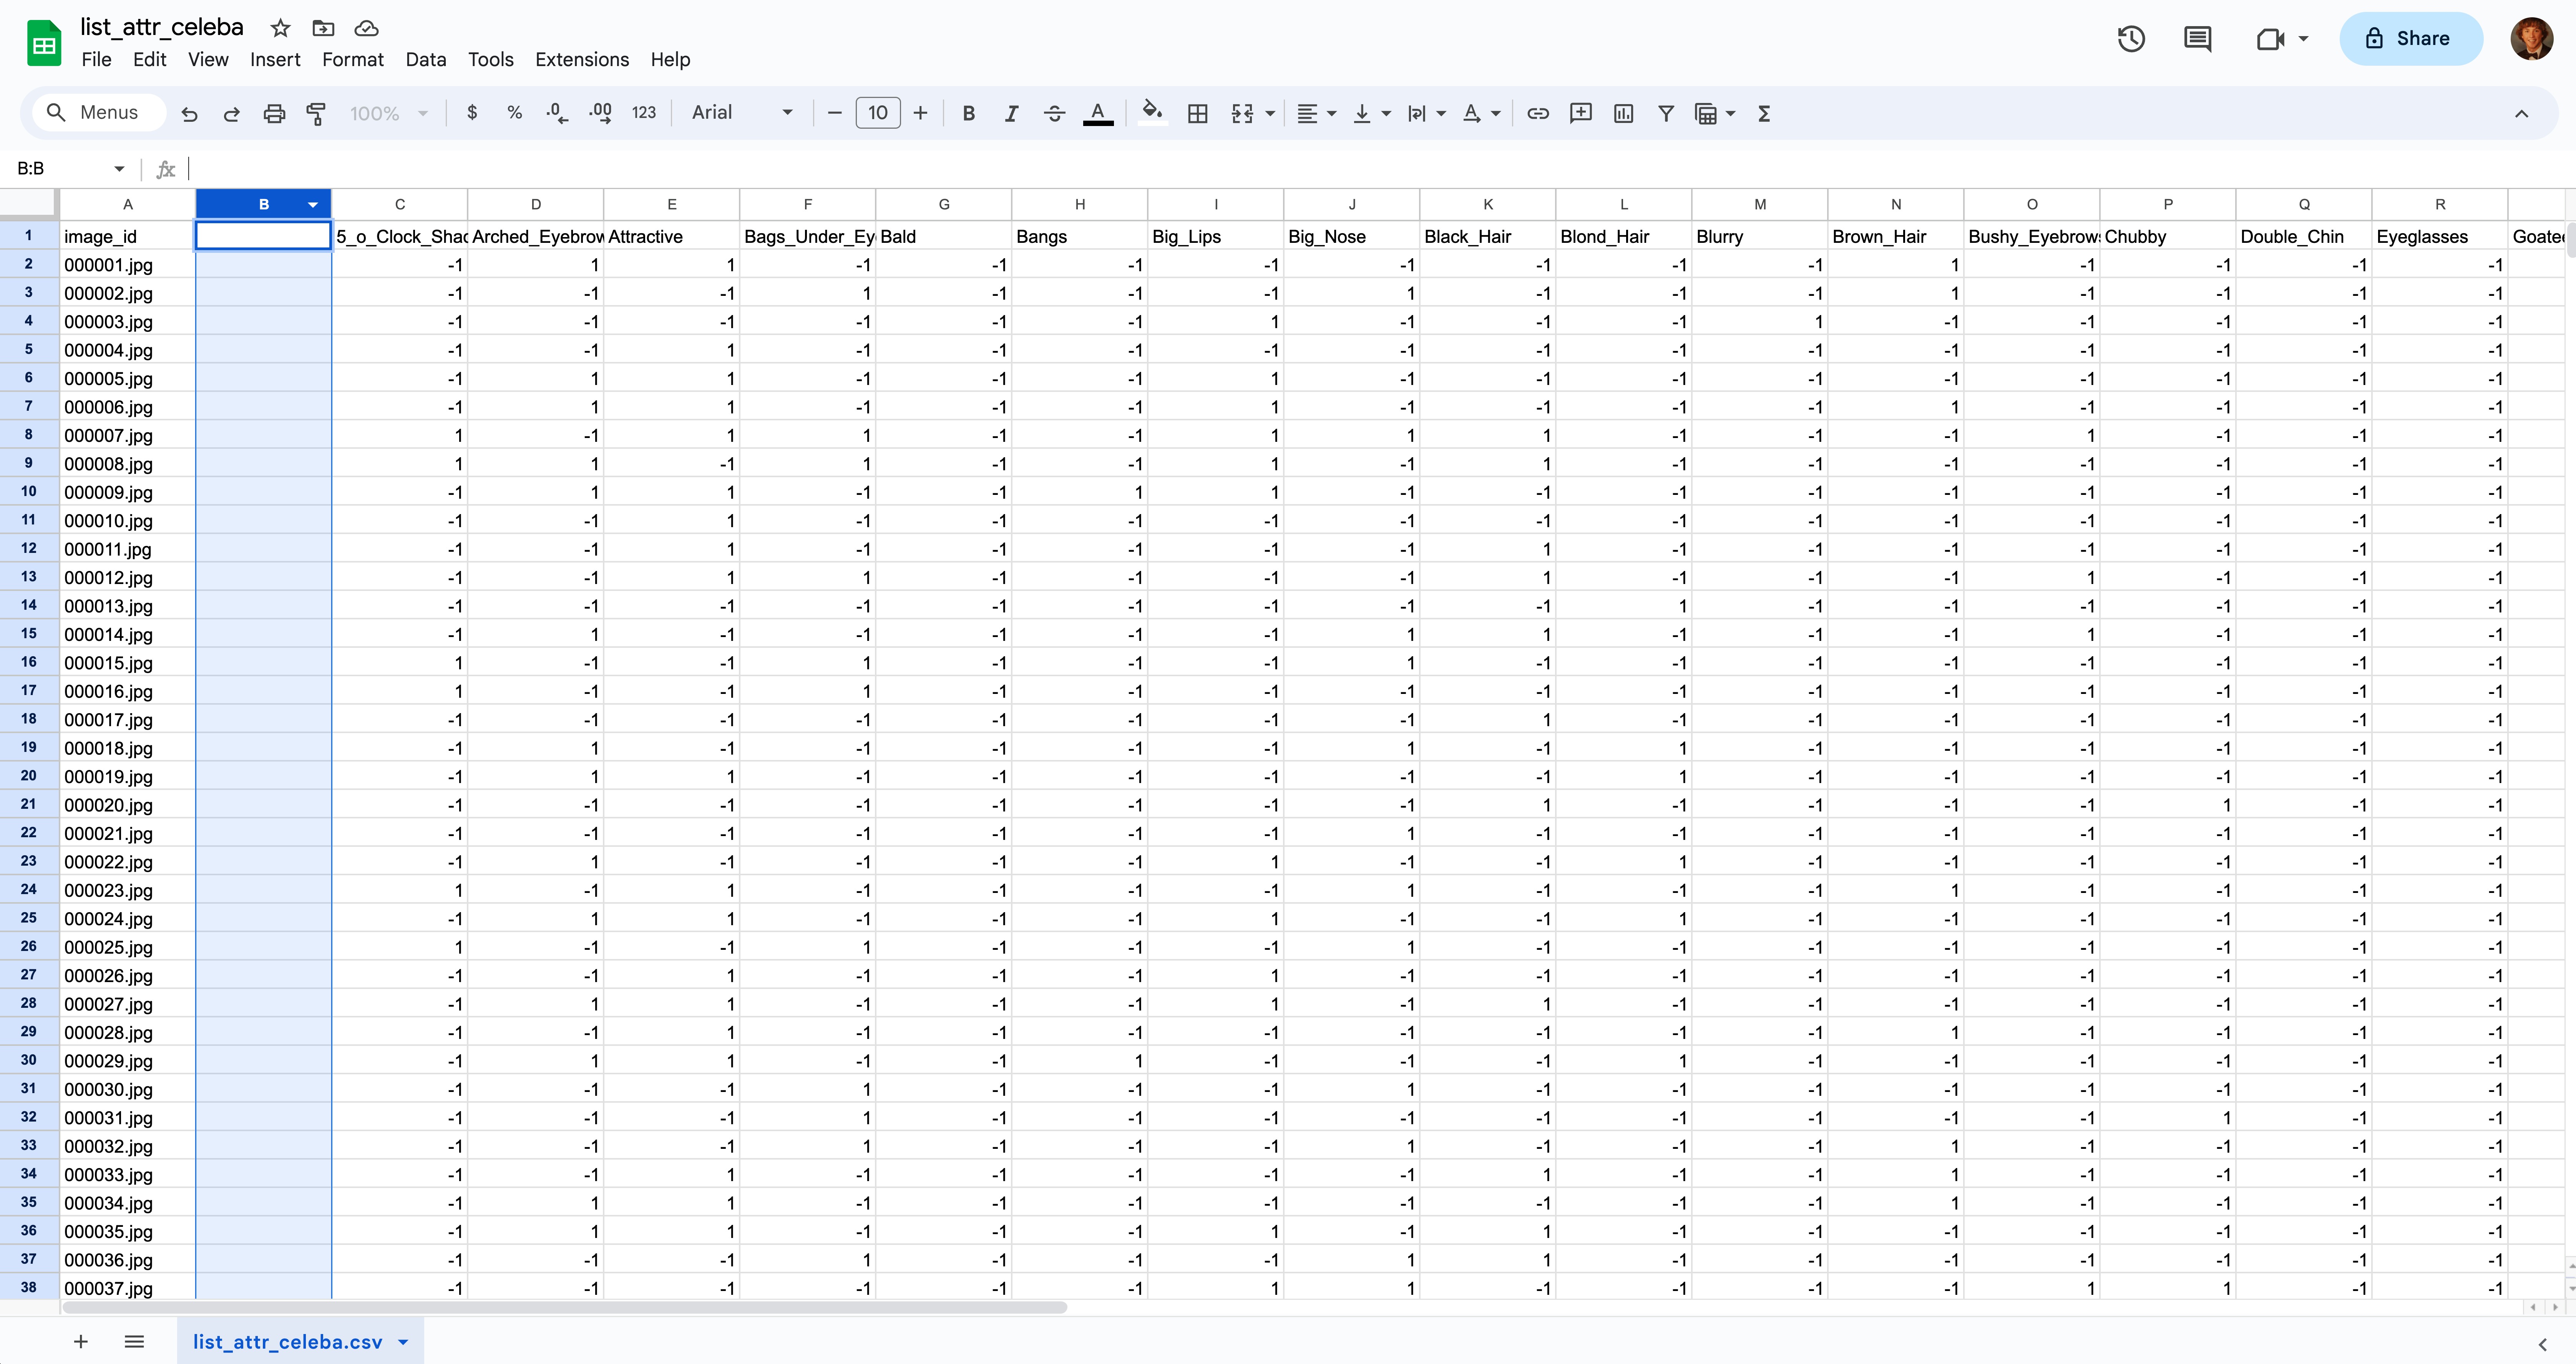 list_attr_celeba
File Edit View Insert Format Data Tools Extensions Help
Share
Menus 100% $ % .0 .00 123 Arial 10 B I A A Σ
B:B fx
A B C D E F G H I J K L M N O P Q R
1 image_id 5_o_Clock_Shad Arched_Eyebrow Attractive Bags_Under_Ey Bald Bangs Big_Lips Big_Nose Black_Hair Blond_Hair Blurry Brown_Hair Bushy_Eyebrows Chubby Double_Chin Eyeglasses Goatee
2 000001.jpg -1 1 1 -1 -1 -1 -1 -1 -1 -1 -1 1 -1 -1 -1 -1
3 000002.jpg -1 -1 -1 1 -1 -1 -1 1 -1 -1 -1 1 -1 -1 -1 -1
4 000003.jpg -1 -1 -1 -1 -1 -1 1 -1 -1 -1 1 -1 -1 -1 -1 -1
5 000004.jpg -1 -1 1 -1 -1 -1 -1 -1 -1 -1 -1 -1 -1 -1 -1 -1
6 000005.jpg -1 1 1 -1 -1 -1 1 -1 -1 -1 -1 -1 -1 -1 -1 -1
7 000006.jpg -1 1 1 -1 -1 -1 1 -1 -1 -1 -1 1 -1 -1 -1 -1
8 000007.jpg 1 -1 1 1 -1 -1 1 1 1 -1 -1 -1 1 -1 -1 -1
9 000008.jpg 1 1 -1 1 -1 -1 1 -1 1 -1 -1 -1 -1 -1 -1 -1
10 000009.jpg -1 1 1 -1 -1 1 1 -1 -1 -1 -1 -1 -1 -1 -1 -1
11 000010.jpg -1 -1 1 -1 -1 -1 -1 -1 -1 -1 -1 -1 -1 -1 -1 -1
12 000011.jpg -1 -1 1 -1 -1 -1 -1 -1 1 -1 -1 -1 -1 -1 -1 -1
13 000012.jpg -1 -1 1 1 -1 -1 -1 -1 1 -1 -1 -1 1 -1 -1 -1
14 000013.jpg -1 -1 -1 -1 -1 -1 -1 -1 -1 1 -1 -1 -1 -1 -1 -1
15 000014.jpg -1 1 -1 -1 -1 -1 -1 1 1 -1 -1 -1 1 -1 -1 -1
16 000015.jpg 1 -1 -1 1 -1 -1 -1 1 -1 -1 -1 -1 -1 -1 -1 -1
17 000016.jpg 1 -1 -1 1 -1 -1 -1 -1 -1 -1 -1 -1 -1 -1 -1 -1
18 000017.jpg -1 -1 -1 -1 -1 -1 -1 -1 1 -1 -1 -1 -1 -1 -1 -1
19 000018.jpg -1 1 -1 -1 -1 -1 -1 1 -1 1 -1 -1 -1 -1 -1 -1
20 000019.jpg -1 1 1 -1 -1 -1 -1 -1 -1 1 -1 -1 -1 -1 -1 -1
21 000020.jpg -1 -1 -1 -1 -1 -1 -1 -1 1 -1 -1 -1 -1 1 -1 -1
22 000021.jpg -1 -1 -1 -1 -1 -1 -1 1 -1 -1 -1 -1 -1 -1 -1 -1
23 000022.jpg -1 1 -1 -1 -1 -1 1 -1 -1 1 -1 -1 -1 -1 -1 -1
24 000023.jpg 1 -1 1 -1 -1 -1 -1 1 -1 -1 -1 1 -1 -1 -1 -1
25 000024.jpg -1 1 1 -1 -1 -1 1 -1 -1 1 -1 -1 -1 -1 -1 -1
26 000025.jpg 1 -1 -1 1 -1 -1 -1 1 -1 -1 -1 -1 -1 -1 -1 -1
27 000026.jpg -1 -1 1 -1 -1 -1 1 -1 -1 -1 -1 -1 -1 -1 -1 -1
28 000027.jpg -1 1 1 -1 -1 -1 1 -1 1 -1 -1 -1 -1 -1 -1 -1
29 000028.jpg -1 -1 1 -1 -1 -1 -1 -1 -1 -1 -1 1 -1 -1 -1 -1
30 000029.jpg -1 1 1 -1 -1 1 -1 -1 -1 1 -1 -1 -1 -1 -1 -1
31 000030.jpg -1 -1 -1 1 -1 -1 -1 1 -1 -1 -1 -1 -1 -1 -1 -1
32 000031.jpg -1 -1 -1 1 -1 -1 -1 -1 -1 -1 -1 -1 -1 1 -1 -1
33 000032.jpg -1 -1 -1 1 -1 -1 -1 1 -1 -1 -1 1 -1 -1 -1 -1
34 000033.jpg -1 -1 1 -1 -1 -1 -1 -1 1 -1 -1 -1 -1 -1 -1 -1
35 000034.jpg -1 1 1 -1 -1 -1 -1 -1 -1 -1 -1 1 -1 -1 -1 -1
36 000035.jpg -1 1 1 -1 -1 -1 1 -1 1 -1 -1 -1 -1 -1 -1 -1
37 000036.jpg -1 -1 -1 1 -1 -1 -1 1 1 -1 -1 -1 -1 -1 -1 -1
38 000037.jpg -1 -1 -1 -1 -1 -1 1 1 -1 -1 -1 -1 1 1 -1 -1
list_attr_celeba.csv